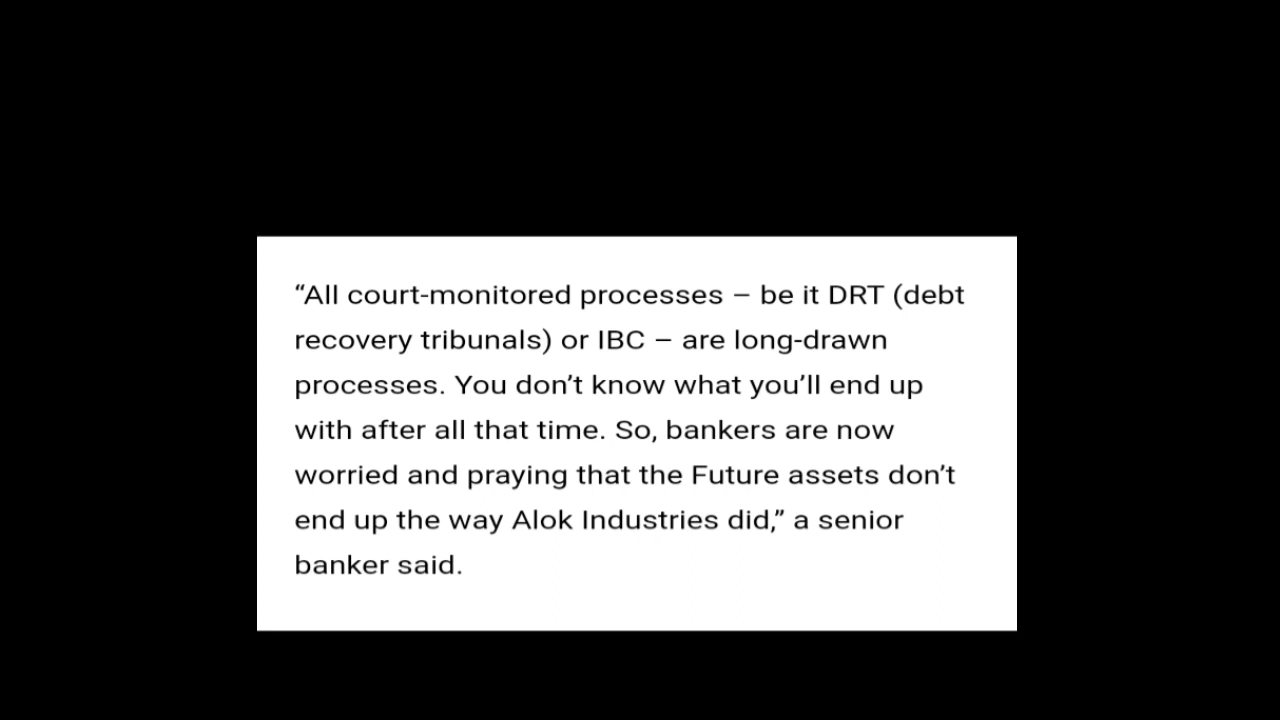 “All court-monitored processes – be it DRT (debt
recovery tribunals) or IBC – are long-drawn
processes. You don’t know what you’ll end up
with after all that time. So, bankers are now
worried and praying that the Future assets don’t
end up the way Alok Industries did,” a senior
banker said.